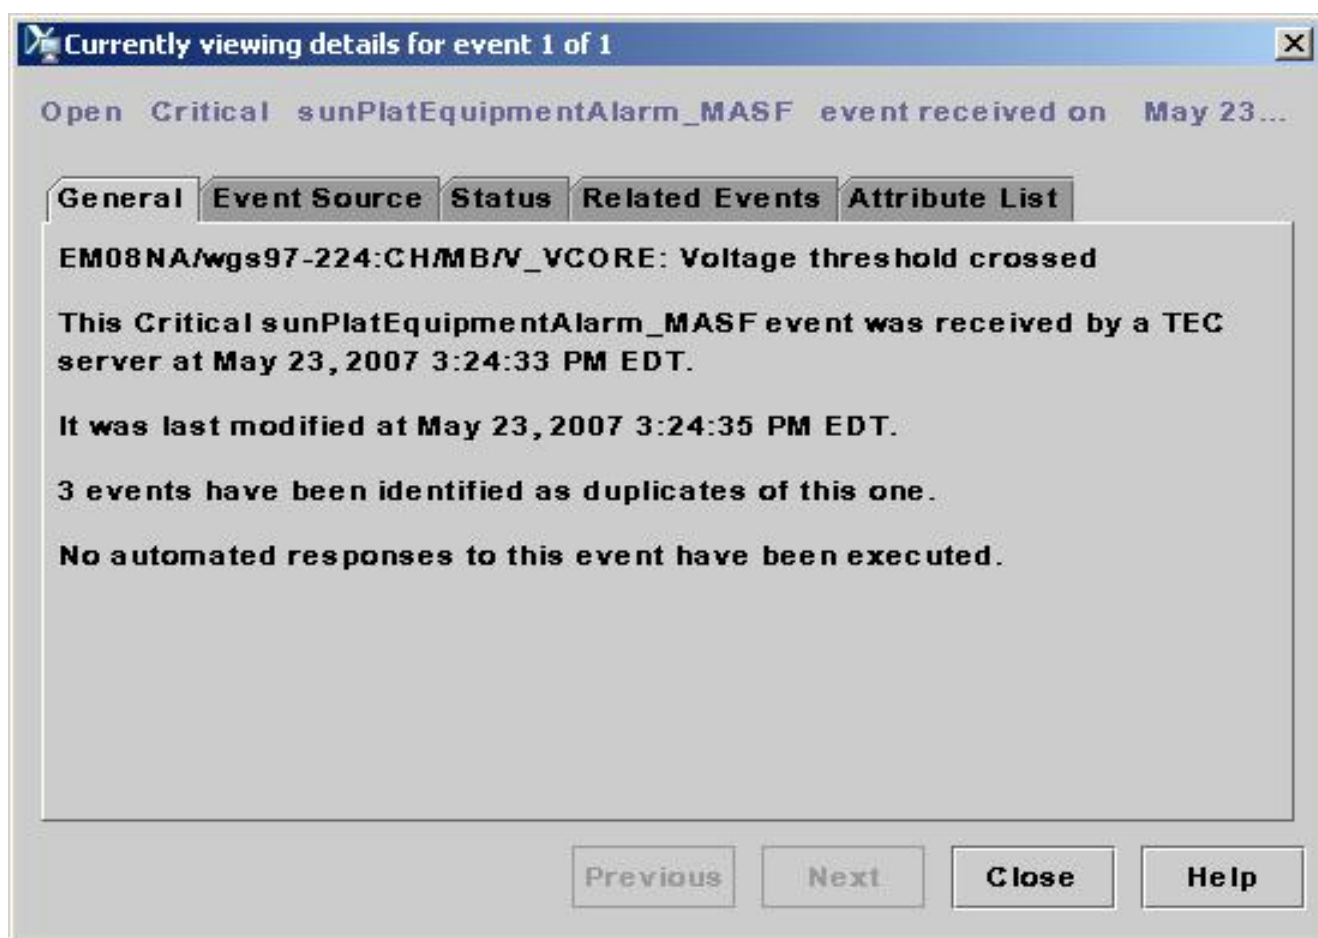 Currently viewing details for event 1 of 1
Open Critical sunPlatEquipmentAlarm_MASF event received on May 23...
General Event Source Status Related Events Attribute List
EM08NA/wgs97-224:CH/MB/V_VCORE: Voltage threshold crossed
This Critical sunPlatEquipmentAlarm_MASF event was received by a TEC
server at May 23, 2007 3:24:33 PM EDT.
It was last modified at May 23, 2007 3:24:35 PM EDT.
3 events have been identified as duplicates of this one.
No automated responses to this event have been executed.
Previous Next Close Help